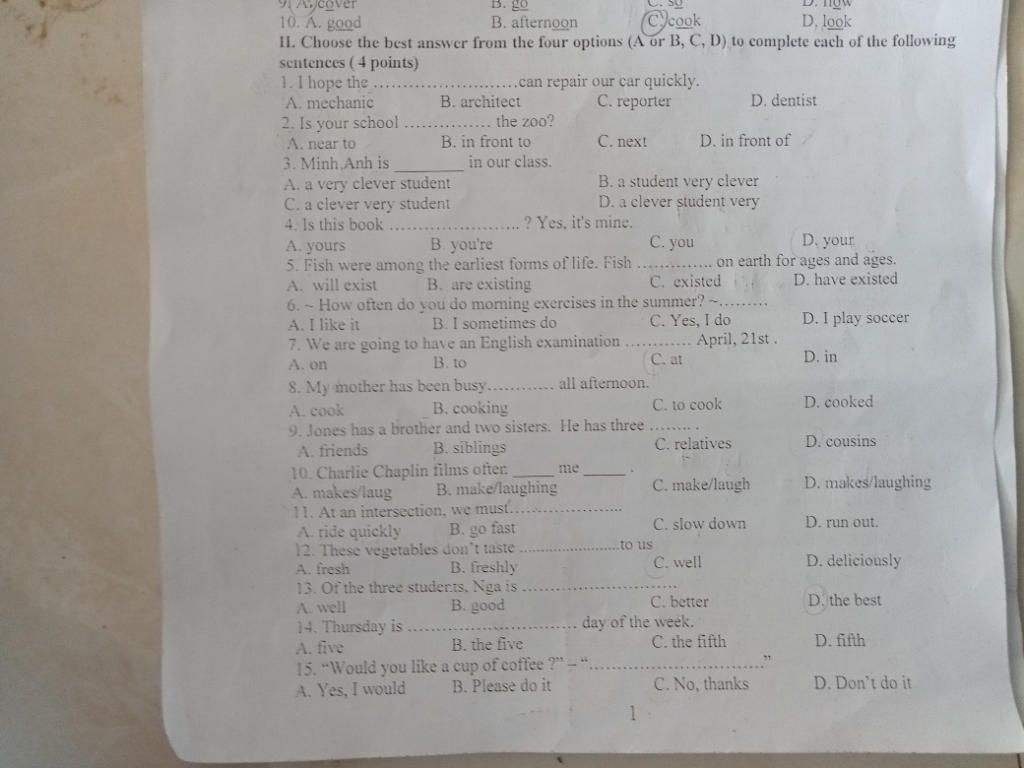 9. A. cover B. go C. so D. now
10. A. good B. afternoon C. cook D. look
II. Choose the best answer from the four options (A or B, C, D) to complete each of the following
sentences ( 4 points)
1. I hope the ........................can repair our car quickly.
A. mechanic B. architect C. reporter D. dentist
2. Is your school .............. the zoo?
A. near to B. in front to C. next D. in front of
3. Minh Anh is ________ in our class.
A. a very clever student B. a student very clever
C. a clever very student D. a clever student very
4. Is this book ...................... ? Yes, it's mine.
A. yours B. you're C. you D. your
5. Fish were among the earliest forms of life. Fish ............. on earth for ages and ages.
A. will exist B. are existing C. existed D. have existed
6. ~ How often do you do morning exercises in the summer? ~.........
A. I like it B. I sometimes do C. Yes, I do D. I play soccer
7. We are going to have an English examination ............ April, 21st .
A. on B. to C. at D. in
8. My mother has been busy............ all afternoon.
A. cook B. cooking C. to cook D. cooked
9. Jones has a brother and two sisters. He has three ........ .
A. friends B. siblings C. relatives D. cousins
10. Charlie Chaplin films often _____ me _____ .
A. makes/laug B. make/laughing C. make/laugh D. makes/laughing
11. At an intersection, we must......................
A. ride quickly B. go fast C. slow down D. run out.
12. These vegetables don't taste .......................to us
A. fresh B. freshly C. well D. deliciously
13. Of the three students, Nga is ..............................
A. well B. good C. better D. the best
14. Thursday is ................................ day of the week.
A. five B. the five C. the fifth D. fifth
15. “Would you like a cup of coffee ?” – “.................................”
A. Yes, I would B. Please do it C. No, thanks D. Don't do it
1